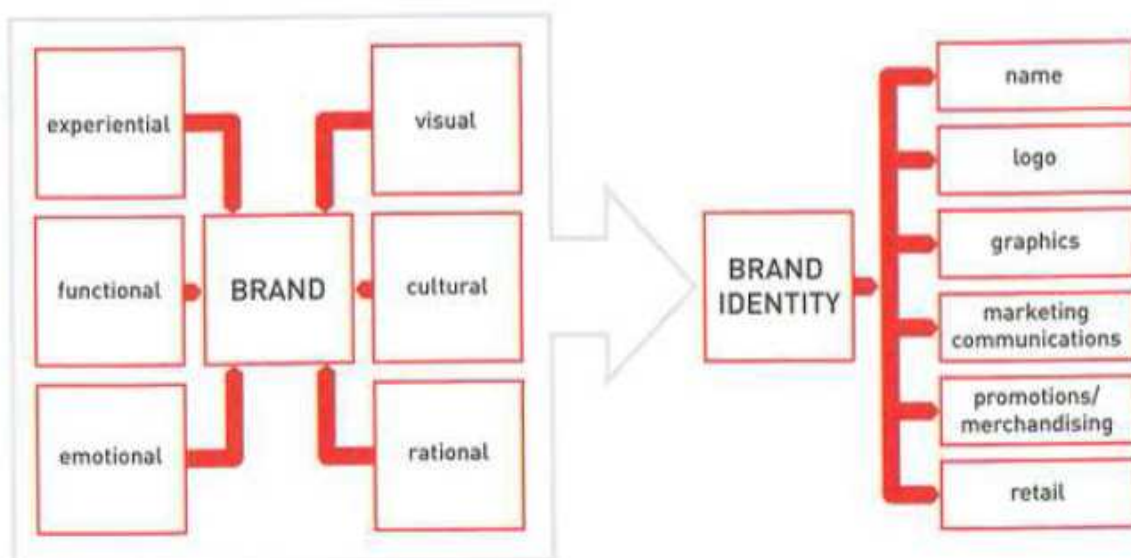 experiential
visual
functional
BRAND
cultural
emotional
rational
BRAND
IDENTITY
name
logo
graphics
marketing
communications
promotions/
merchandising
retail